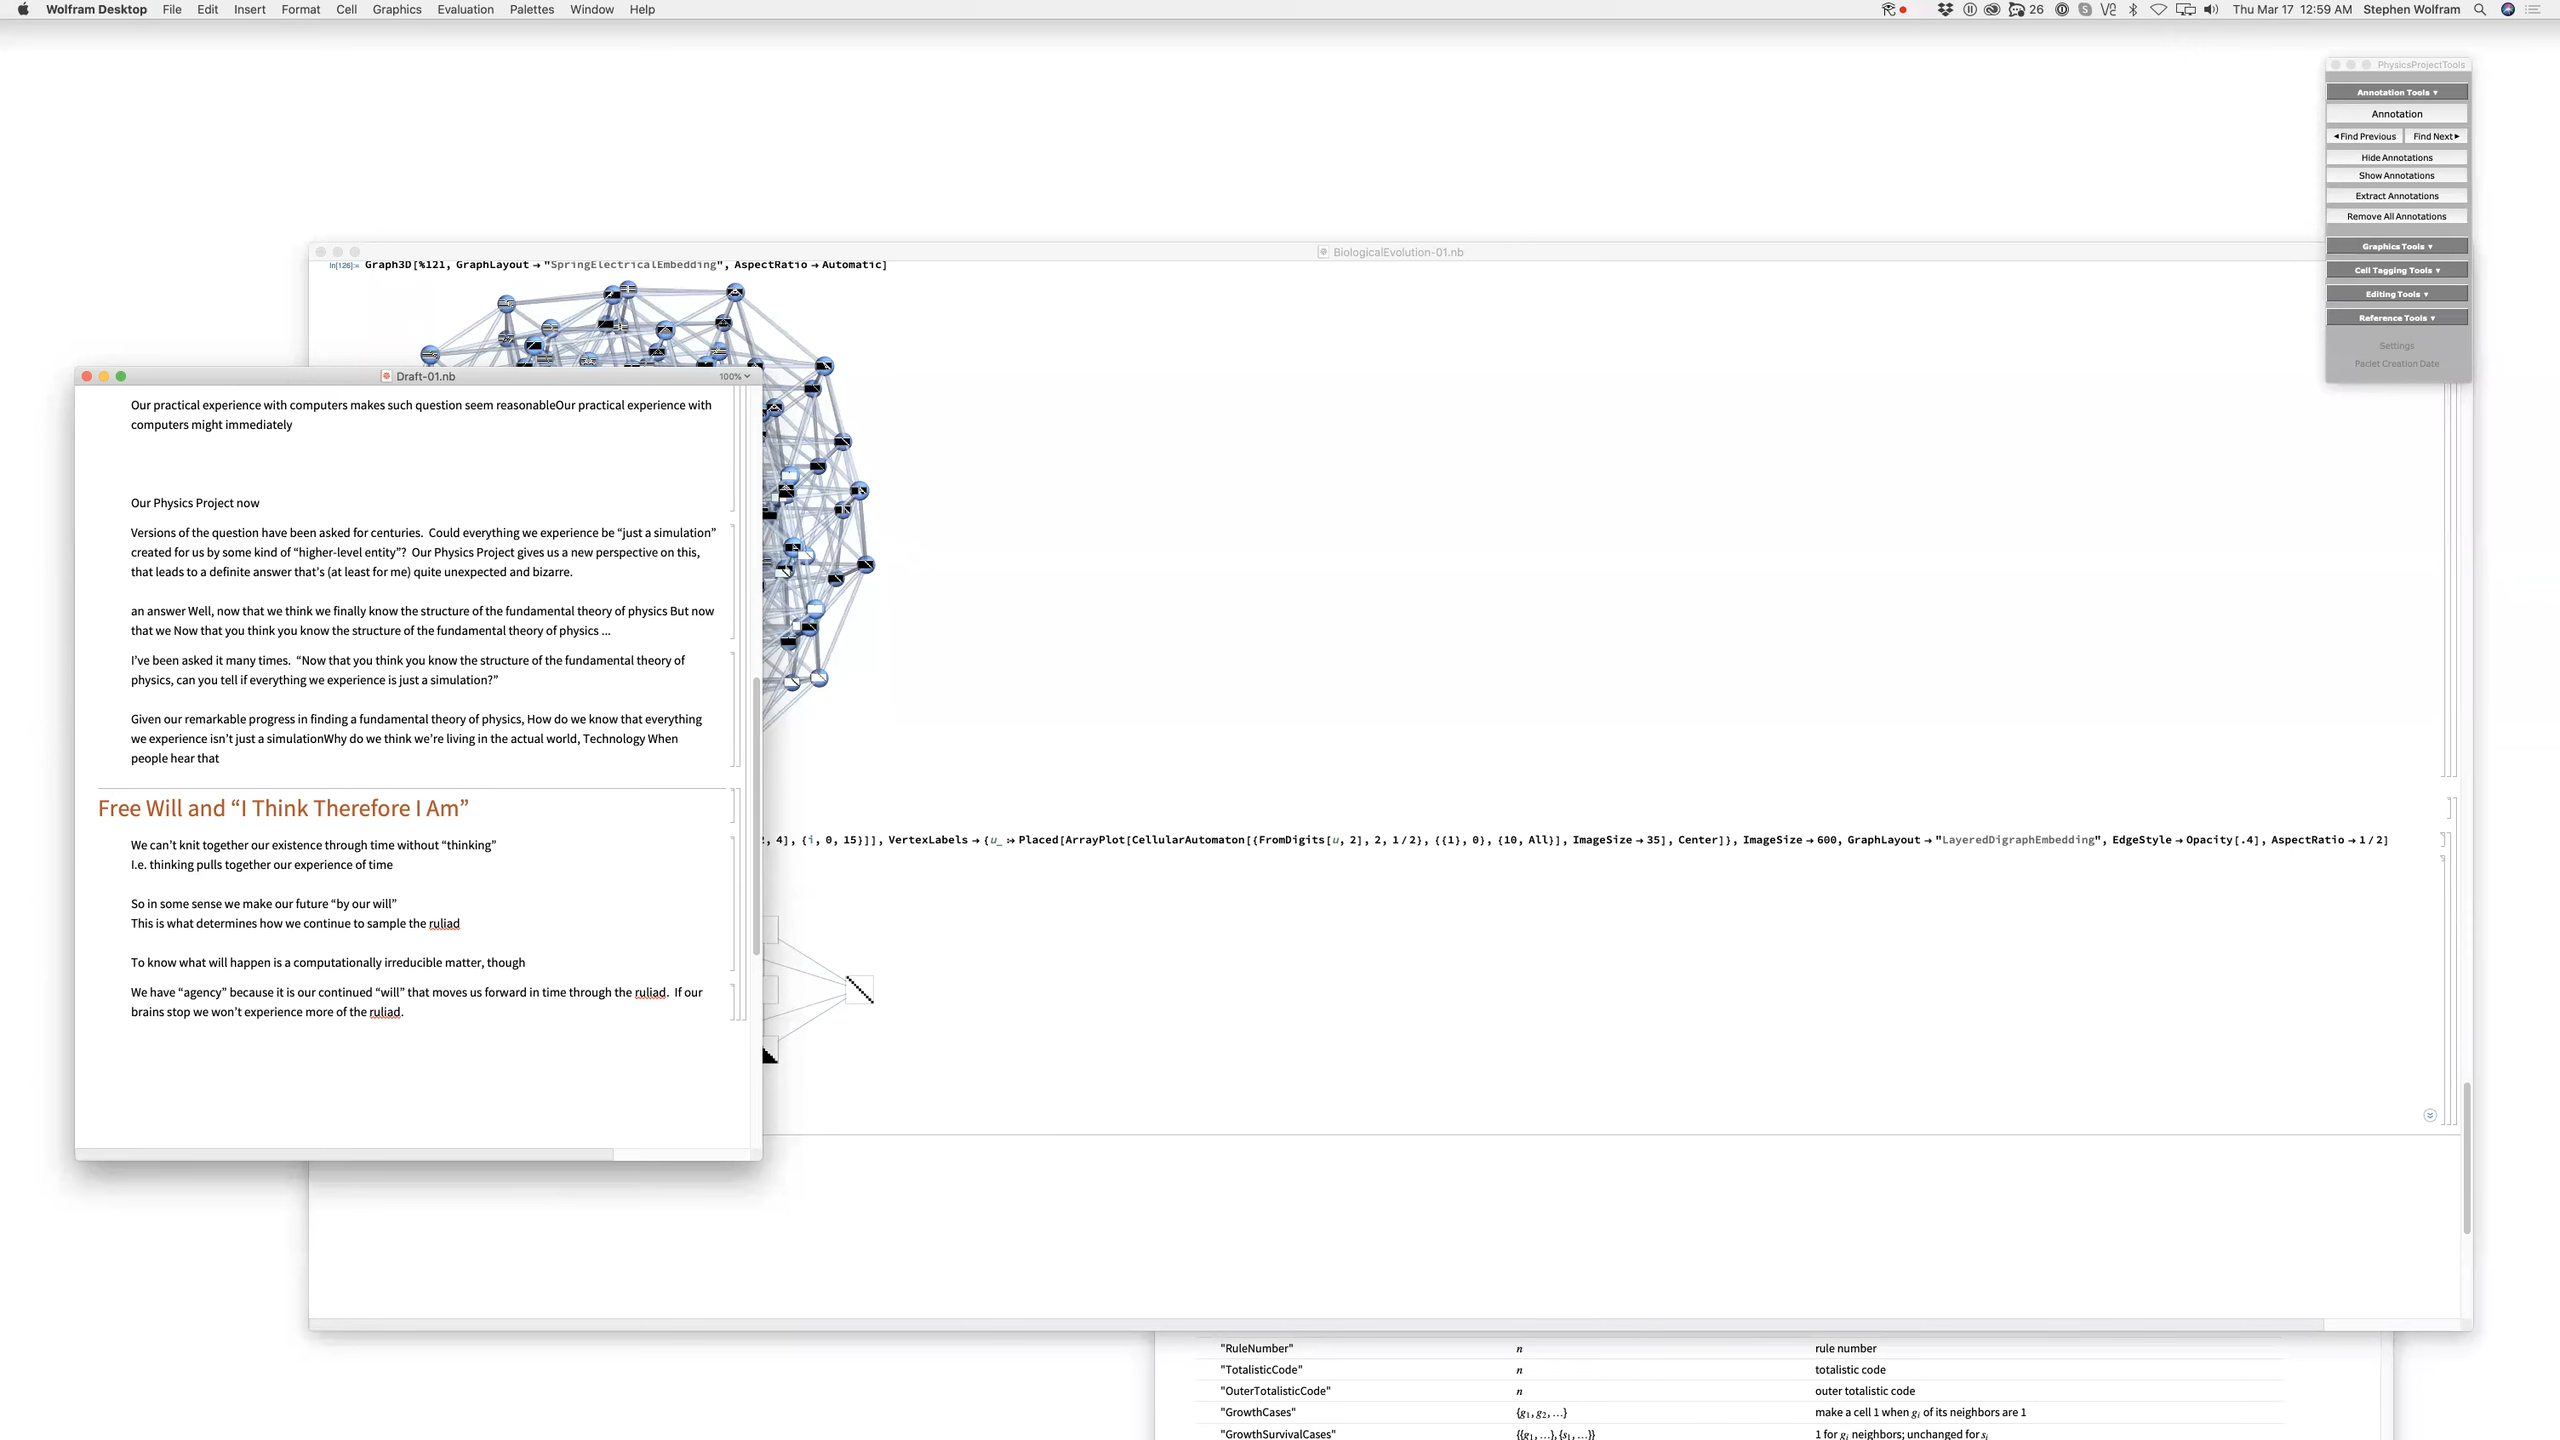 Wolfram Desktop File Edit Insert Format Cell Graphics Evaluation Palettes Window Help
26 Thu Mar 17 12:59 AM Stephen Wolfram
PhysicsProjectTools
Annotation Tools ▾
Annotation
◂Find Previous Find Next▸
Hide Annotations
Show Annotations
Extract Annotations
Remove All Annotations
Graphics Tools ▾
Cell Tagging Tools ▾
Editing Tools ▾
Reference Tools ▾
Settings
Paclet Creation Date
BiologicalEvolution-01.nb
In[126]:= Graph3D[%121, GraphLayout → "SpringElectricalEmbedding", AspectRatio → Automatic]
Draft-01.nb
100%
Our practical experience with computers makes such question seem reasonableOur practical experience with
computers might immediately
Our Physics Project now
Versions of the question have been asked for centuries. Could everything we experience be “just a simulation”
created for us by some kind of “higher-level entity”? Our Physics Project gives us a new perspective on this,
that leads to a definite answer that’s (at least for me) quite unexpected and bizarre.
an answer Well, now that we think we finally know the structure of the fundamental theory of physics But now
that we Now that you think you know the structure of the fundamental theory of physics ...
I’ve been asked it many times. “Now that you think you know the structure of the fundamental theory of
physics, can you tell if everything we experience is just a simulation?”
Given our remarkable progress in finding a fundamental theory of physics, How do we know that everything
we experience isn’t just a simulationWhy do we think we’re living in the actual world, Technology When
people hear that
Free Will and “I Think Therefore I Am”
We can’t knit together our existence through time without “thinking”
I.e. thinking pulls together our experience of time
So in some sense we make our future “by our will”
This is what determines how we continue to sample the ruliad
To know what will happen is a computationally irreducible matter, though
We have “agency” because it is our continued “will” that moves us forward in time through the ruliad. If our
brains stop we won’t experience more of the ruliad.
2, 4], {i, 0, 15}]], VertexLabels → {u_ :> Placed[ArrayPlot[CellularAutomaton[{FromDigits[u, 2], 2, 1 / 2}, {{1}, 0}, {10, All}], ImageSize → 35], Center]}, ImageSize → 600, GraphLayout → "LayeredDigraphEmbedding", EdgeStyle → Opacity[.4], AspectRatio → 1 / 2]
"RuleNumber" n rule number
"TotalisticCode" n totalistic code
"OuterTotalisticCode" n outer totalistic code
"GrowthCases" {g₁, g₂, …} make a cell 1 when gᵢ of its neighbors are 1
"GrowthSurvivalCases" {{g₁, …}, {s₁, …}} 1 for gᵢ neighbors; unchanged for sᵢ